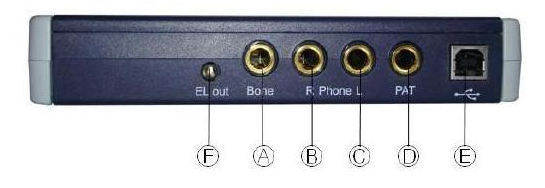 EL out Bone R Phone L PAT
Ⓕ Ⓐ Ⓑ Ⓒ Ⓓ Ⓔ